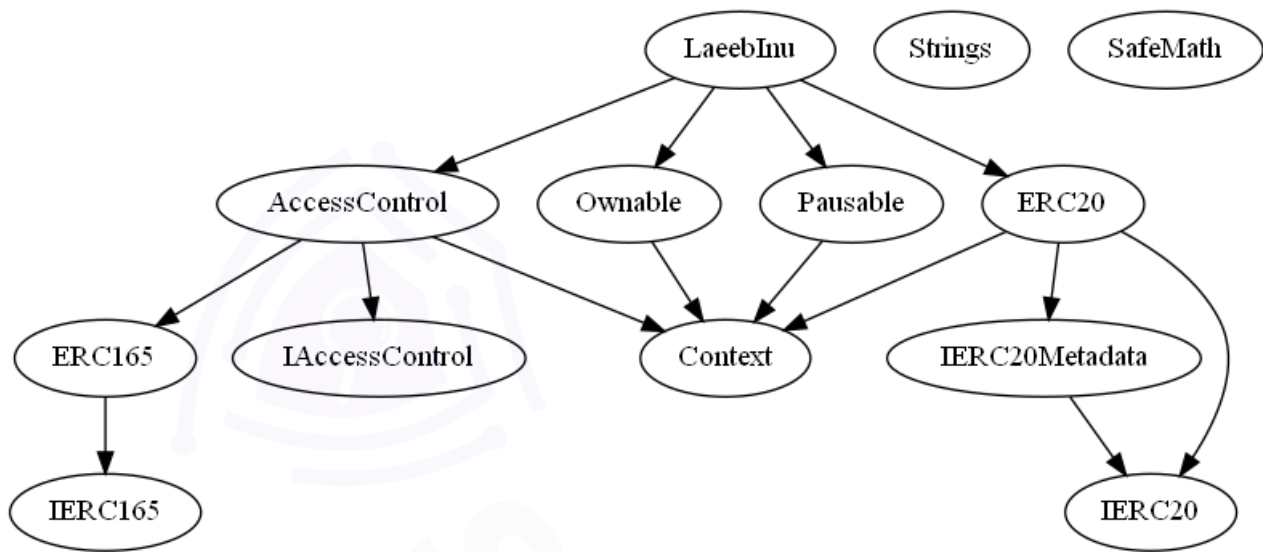 LaeebInu
Strings
SafeMath
AccessControl
Ownable
Pausable
ERC20
ERC165
IAccessControl
Context
IERC20Metadata
IERC165
IERC20